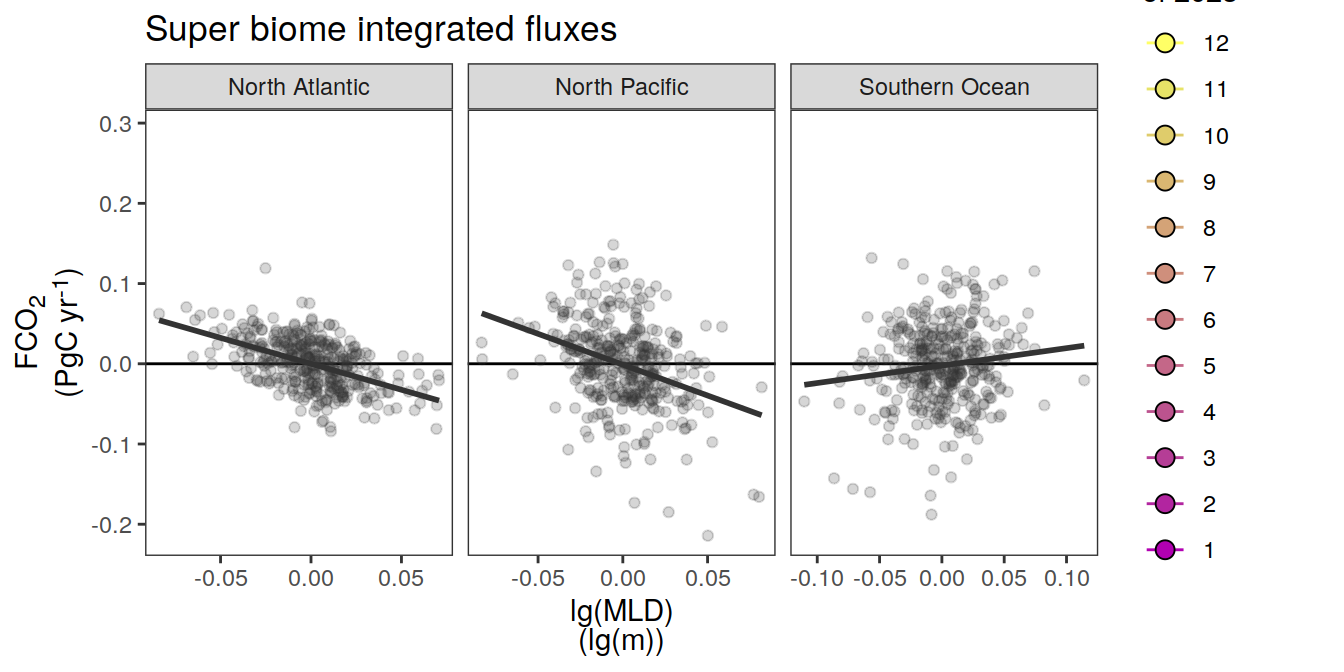 Super biome integrated fluxes
North Atlantic
North Pacific
Southern Ocean
0.3
0.2
0.1
0.0
-0.1
-0.2
FCO₂
(PgC yr⁻¹)
-0.05 0.00 0.05
-0.05 0.00 0.05
-0.10 -0.05 0.00 0.05 0.10
lg(MLD)
(lg(m))
12
11
10
9
8
7
6
5
4
3
2
1